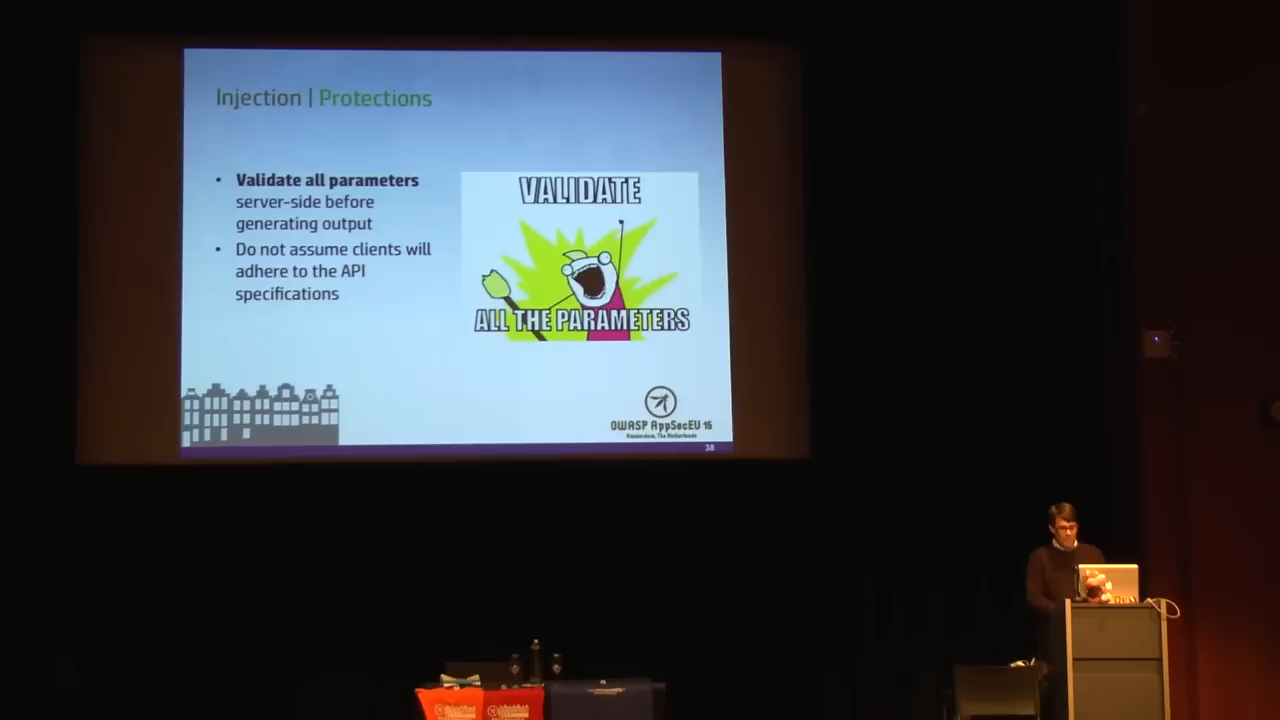 Injection | Protections
• Validate all parameters
server-side before
generating output
• Do not assume clients will
adhere to the API
specifications
VALIDATE
ALL THE PARAMETERS
OWASP AppSecEU 15
Amsterdam, The Netherlands
38